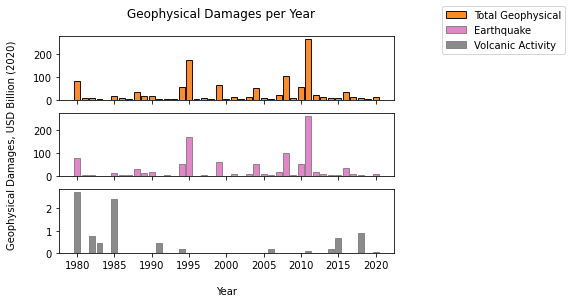 Geophysical Damages per Year
Total Geophysical
Earthquake
Volcanic Activity
Geophysical Damages, USD Billion (2020)
200
100
0
200
100
0
2
1
0
1980 1985 1990 1995 2000 2005 2010 2015 2020
Year